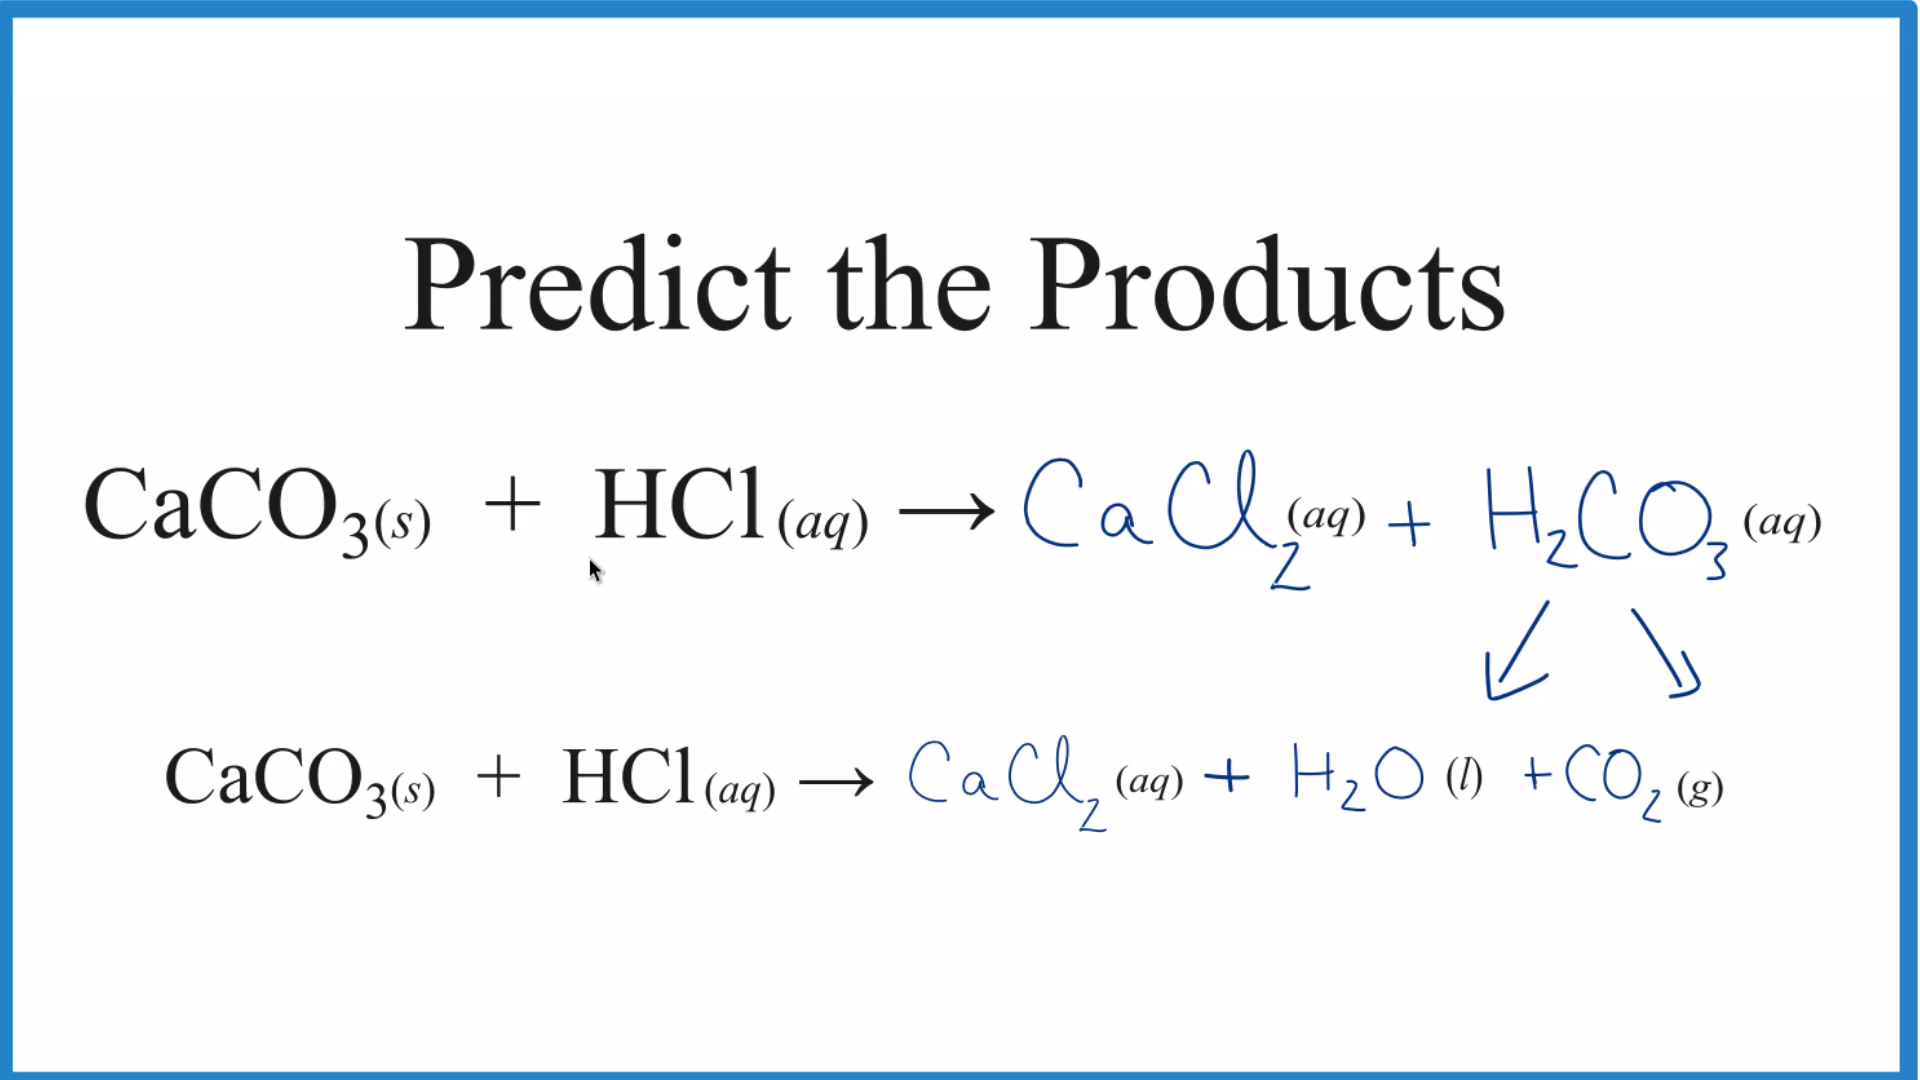 Predict the Products
CaCO₃(s) + HCl(aq) → CaCl₂(aq) + H₂CO₃(aq)
CaCO₃(s) + HCl(aq) → CaCl₂(aq) + H₂O(l) + CO₂(g)